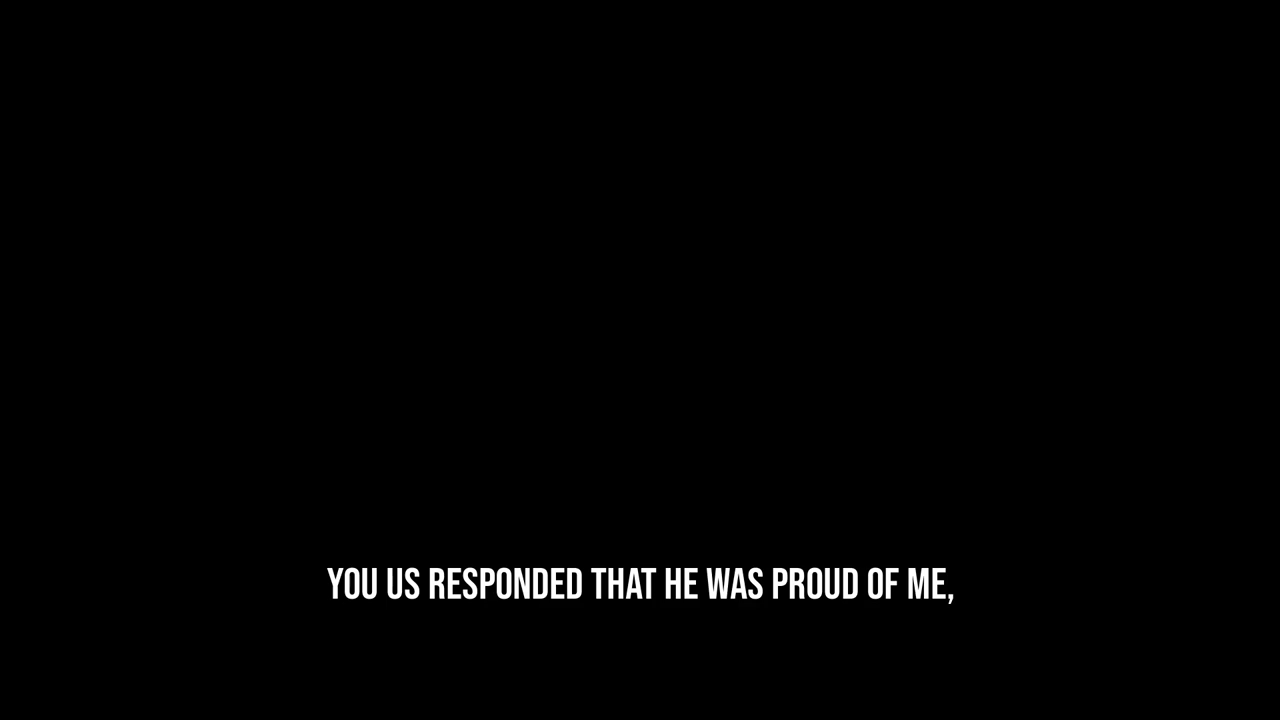 YOU US RESPONDED THAT HE WAS PROUD OF ME,